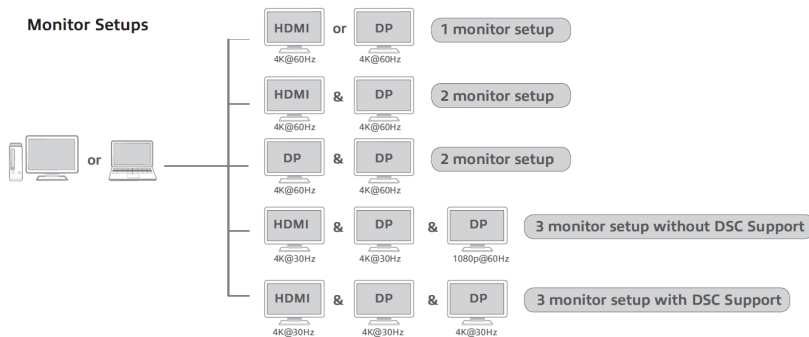 Monitor Setups
HDMI or DP 1 monitor setup
4K@60Hz 4K@60Hz
HDMI & DP 2 monitor setup
4K@60Hz 4K@60Hz
or
DP & DP 2 monitor setup
4K@60Hz 4K@60Hz
HDMI & DP & DP 3 monitor setup without DSC Support
4K@30Hz 4K@30Hz 1080p@60Hz
HDMI & DP & DP 3 monitor setup with DSC Support
4K@30Hz 4K@30Hz 4K@30Hz